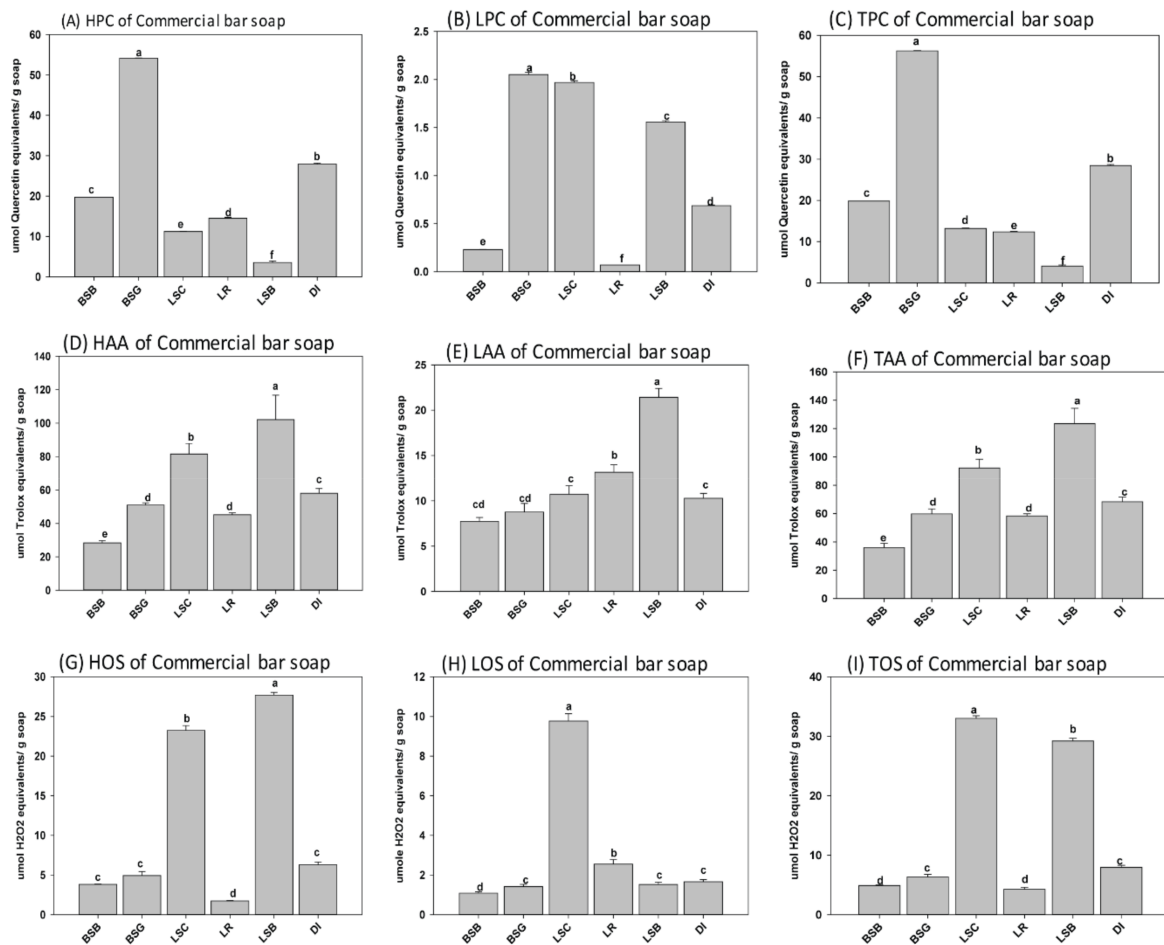 (A) HPC of Commercial bar soap
umol Quercetin equivalents/ g soap
60
50
40
30
20
10
0
c
a
e
d
f
b
BSB
BSG
LSC
LR
LSB
DI
(B) LPC of Commercial bar soap
umol Quercetin equivalents/ g soap
2.5
2.0
1.5
1.0
0.5
0.0
e
a
b
f
c
d
BSB
BSG
LSC
LR
LSB
DI
(C) TPC of Commercial bar soap
umol Quercetin equivalents/ g soap
60
50
40
30
20
10
0
c
a
d
e
f
b
BSB
BSG
LSC
LR
LSB
DI
(D) HAA of Commercial bar soap
umol Trolox equivalents/ g soap
140
120
100
80
60
40
20
0
e
d
b
d
a
c
BSB
BSG
LSC
LR
LSB
DI
(E) LAA of Commercial bar soap
umol Trolox equivalents/ g soap
25
20
15
10
5
0
cd
cd
c
b
a
c
BSB
BSG
LSC
LR
LSB
DI
(F) TAA of Commercial bar soap
umol Trolox equivalents/ g soap
160
140
120
100
80
60
40
20
0
e
d
b
d
a
c
BSB
BSG
LSC
LR
LSB
DI
(G) HOS of Commercial bar soap
umol H2O2 equivalents/ g soap
30
25
20
15
10
5
0
c
c
b
d
a
c
BSB
BSG
LSC
LR
LSB
DI
(H) LOS of Commercial bar soap
umole H2O2 equivalents/ g soap
12
10
8
6
4
2
0
d
c
a
b
c
c
BSB
BSG
LSC
LR
LSB
DI
(I) TOS of Commercial bar soap
umol H2O2 equivalents/ g soap
40
30
20
10
0
d
c
a
d
b
c
BSB
BSG
LSC
LR
LSB
DI